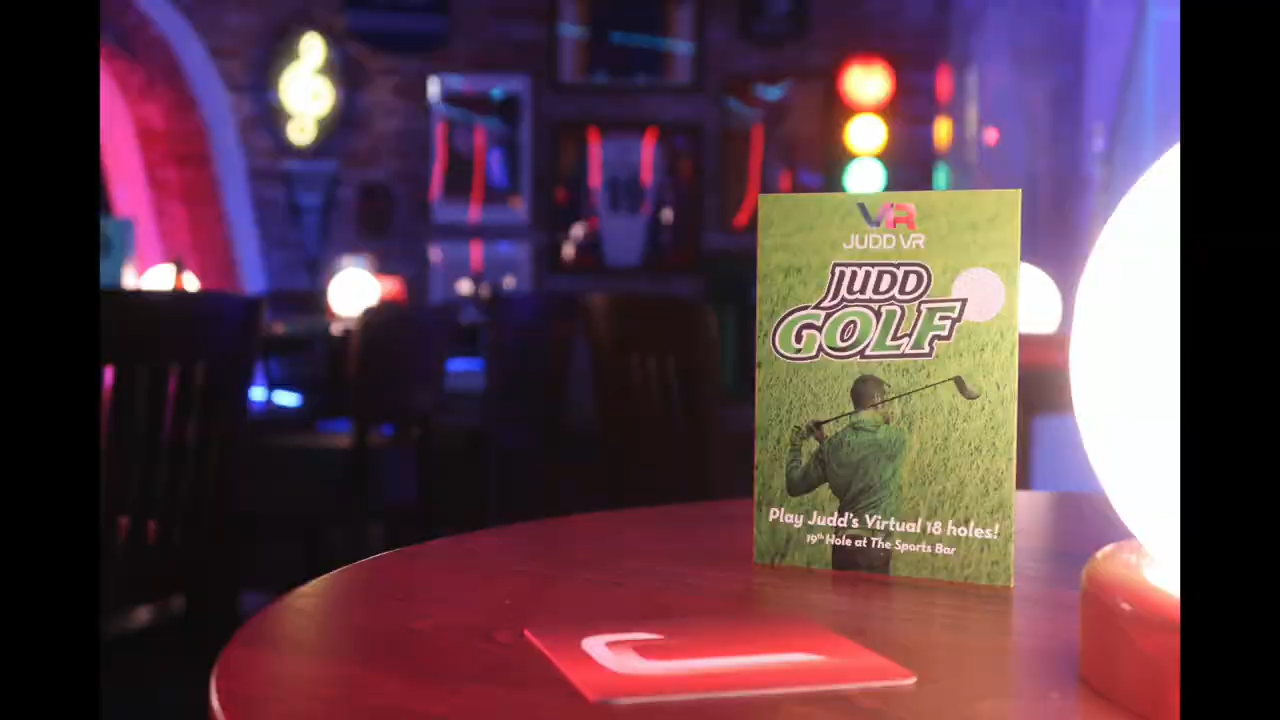 VR
JUDD VR
JUDD
GOLF
Play Judd's Virtual 18 holes!
19th Hole at The Sports Bar